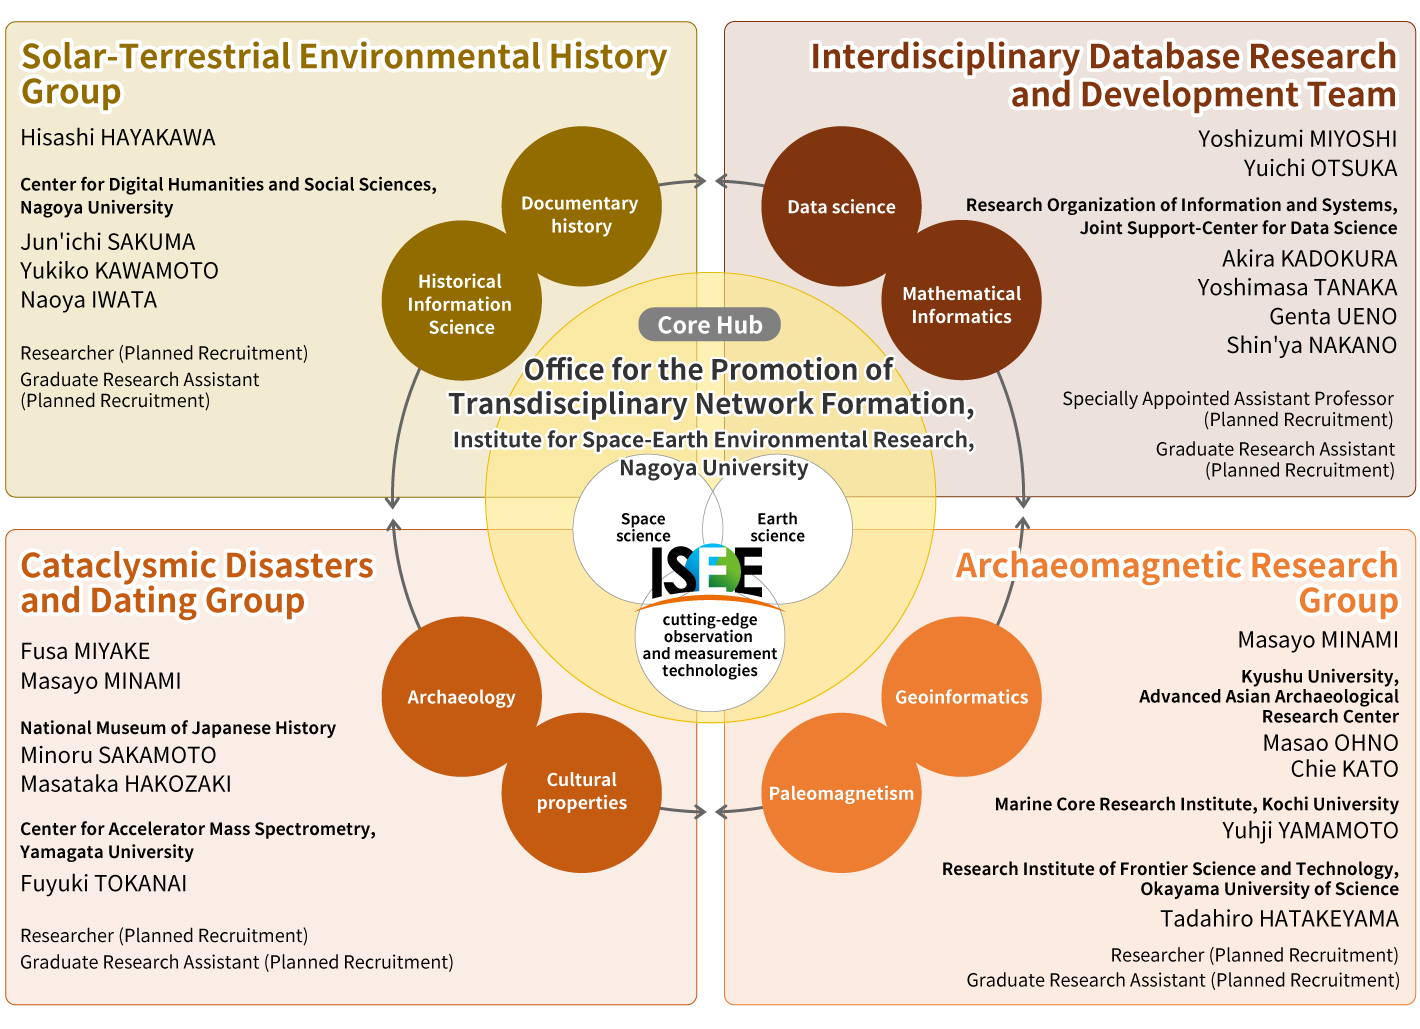 Solar-Terrestrial Environmental History
Group
Hisashi HAYAKAWA
Center for Digital Humanities and Social Sciences,
Nagoya University
Jun'ichi SAKUMA
Yukiko KAWAMOTO
Naoya IWATA
Researcher (Planned Recruitment)
Graduate Research Assistant
(Planned Recruitment)
Documentary
history
Historical
Information
Science
Interdisciplinary Database Research
and Development Team
Yoshizumi MIYOSHI
Yuichi OTSUKA
Research Organization of Information and Systems,
Joint Support-Center for Data Science
Akira KADOKURA
Yoshimasa TANAKA
Genta UENO
Shin'ya NAKANO
Specially Appointed Assistant Professor
(Planned Recruitment)
Graduate Research Assistant
(Planned Recruitment)
Data science
Mathematical
Informatics
Core Hub
Office for the Promotion of
Transdisciplinary Network Formation,
Institute for Space-Earth Environmental Research,
Nagoya University
Space
science
Earth
science
ISEE
cutting-edge
observation
and measurement
technologies
Cataclysmic Disasters
and Dating Group
Fusa MIYAKE
Masayo MINAMI
National Museum of Japanese History
Minoru SAKAMOTO
Masataka HAKOZAKI
Center for Accelerator Mass Spectrometry,
Yamagata University
Fuyuki TOKANAI
Researcher (Planned Recruitment)
Graduate Research Assistant (Planned Recruitment)
Archaeology
Cultural
properties
Archaeomagnetic Research
Group
Masayo MINAMI
Kyushu University,
Advanced Asian Archaeological
Research Center
Masao OHNO
Chie KATO
Marine Core Research Institute, Kochi University
Yuhji YAMAMOTO
Research Institute of Frontier Science and Technology,
Okayama University of Science
Tadahiro HATAKEYAMA
Researcher (Planned Recruitment)
Graduate Research Assistant (Planned Recruitment)
Geoinformatics
Paleomagnetism